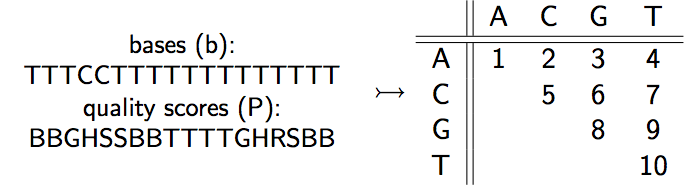 bases (b):
TTTCCTTTTTTTTTTTTT
quality scores (P):
BBGHSSBBTTTTGHRSBB
↣
A C G T
A 1 2 3 4
C 5 6 7
G 8 9
T 10